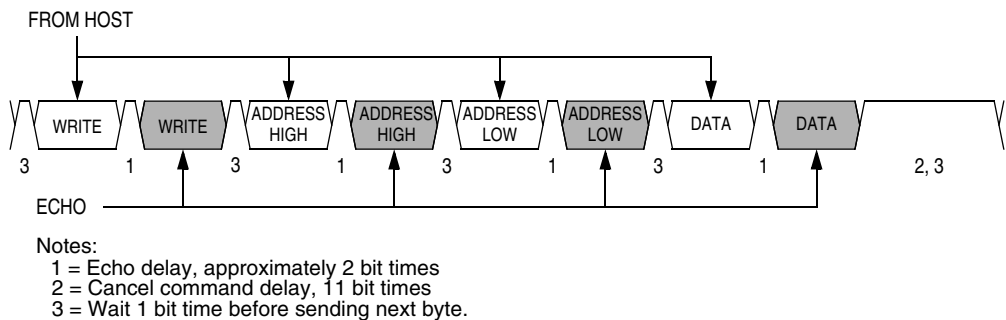 FROM HOST
WRITE WRITE ADDRESS HIGH ADDRESS HIGH ADDRESS LOW ADDRESS LOW DATA DATA
3 1 3 1 3 1 3 1 2, 3
ECHO
Notes:
1 = Echo delay, approximately 2 bit times
2 = Cancel command delay, 11 bit times
3 = Wait 1 bit time before sending next byte.